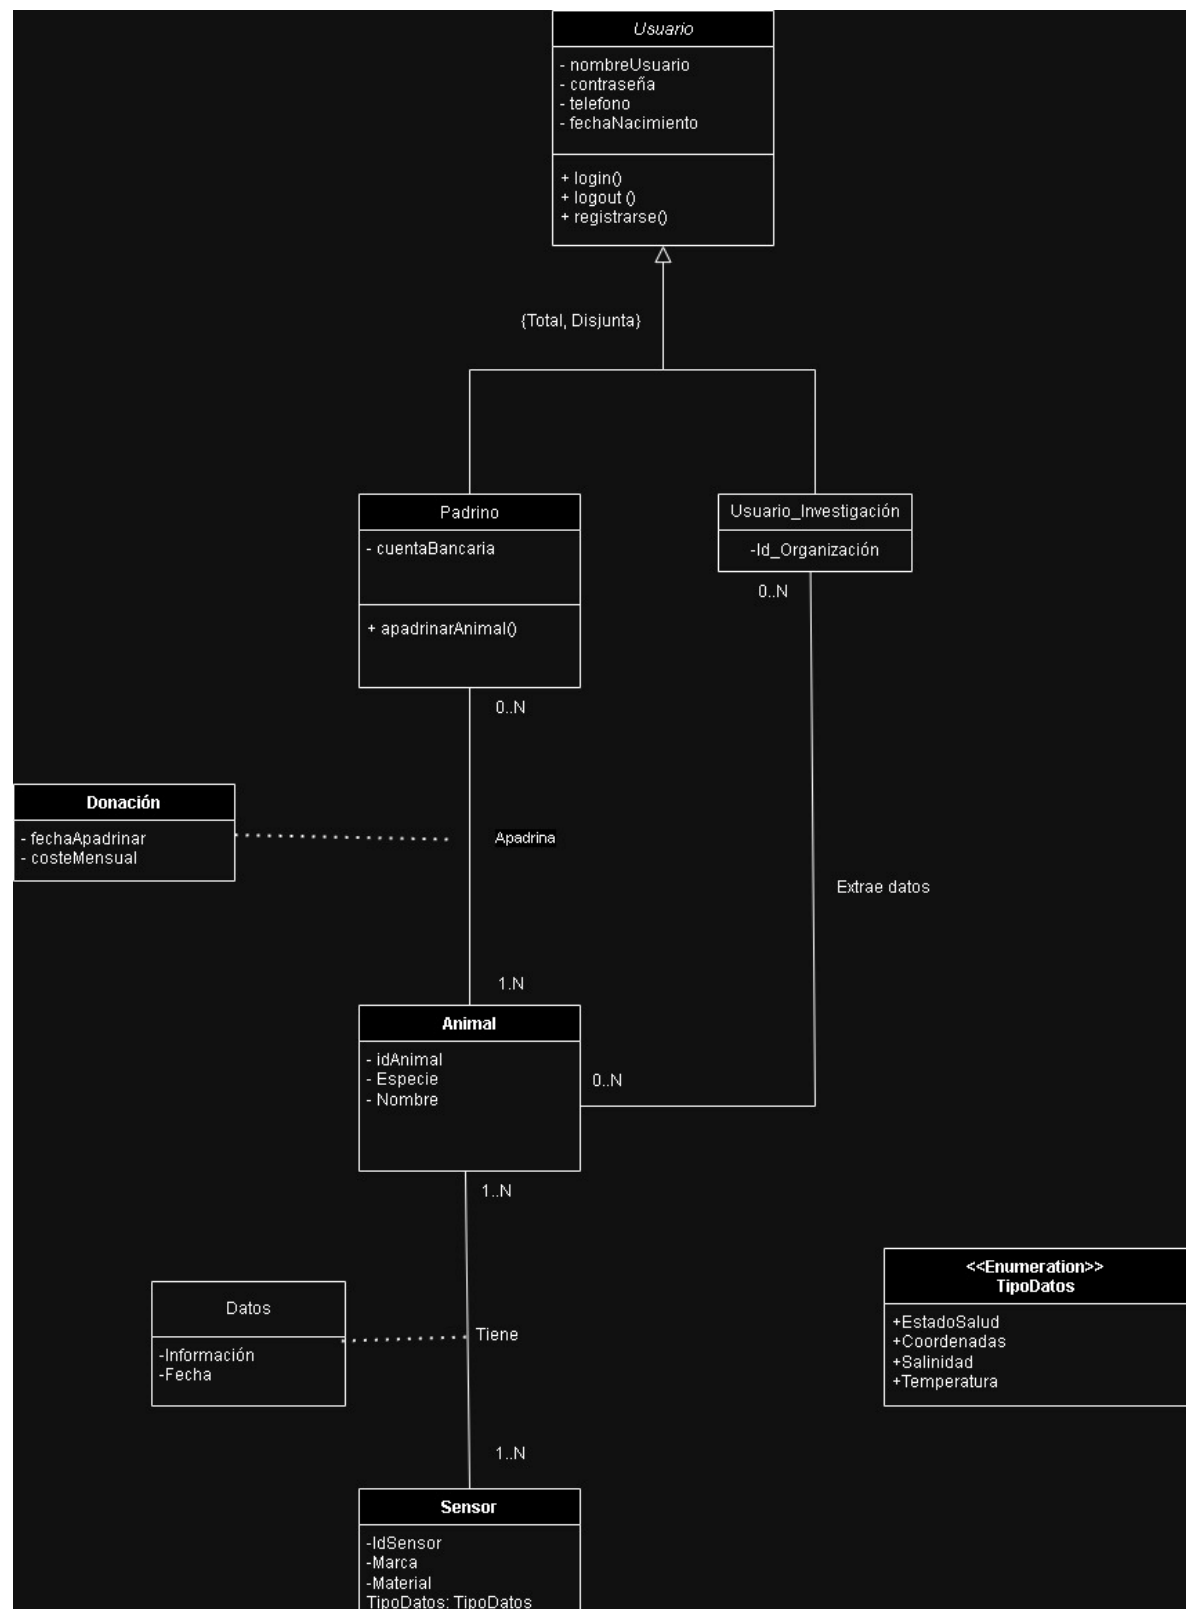 Usuario
- nombreUsuario
- contraseña
- telefono
- fechaNacimiento
+ login()
+ logout ()
+ registrarse()
{Total, Disjunta}
Padrino
- cuentaBancaria
+ apadrinarAnimal()
Usuario_Investigación
-Id_Organización
0..N
0..N
Donación
- fechaApadrinar
- costeMensual
Apadrina
Extrae datos
1.N
Animal
- idAnimal
- Especie
- Nombre
0..N
1..N
<<Enumeration>>
TipoDatos
+EstadoSalud
+Coordenadas
+Salinidad
+Temperatura
Datos
-Información
-Fecha
Tiene
1..N
Sensor
-IdSensor
-Marca
-Material
TipoDatos: TipoDatos